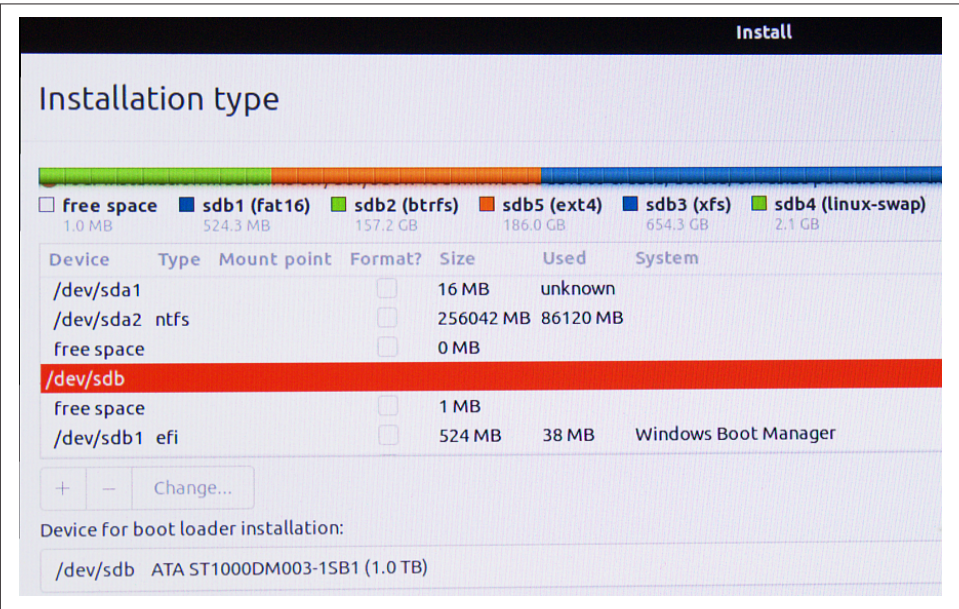 Install
Installation type
free space sdb1 (fat16) sdb2 (btrfs) sdb5 (ext4) sdb3 (xfs) sdb4 (linux-swap)
1.0 MB 524.3 MB 157.2 GB 186.0 GB 654.3 GB 2.1 GB
Device Type Mount point Format? Size Used System
/dev/sda1 16 MB unknown
/dev/sda2 ntfs 256042 MB 86120 MB
free space 0 MB
/dev/sdb
free space 1 MB
/dev/sdb1 efi 524 MB 38 MB Windows Boot Manager
+ − Change...
Device for boot loader installation:
/dev/sdb ATA ST1000DM003-1SB1 (1.0 TB)